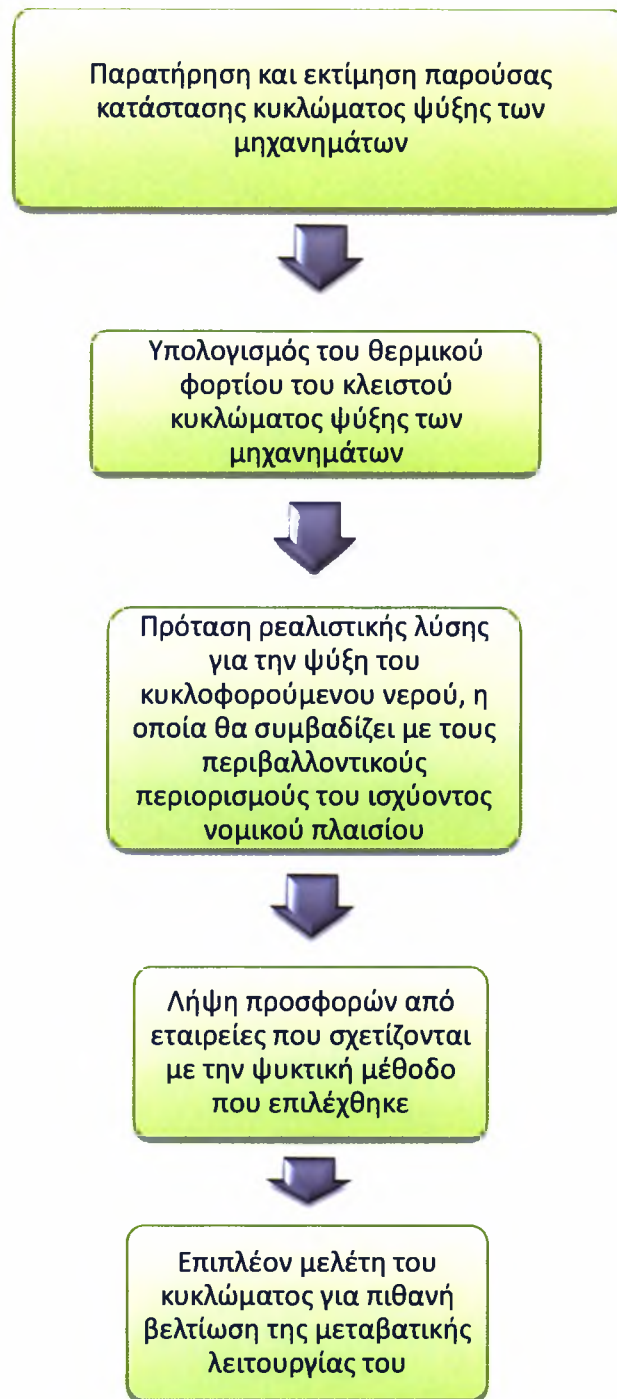 Παρατήρηση και εκτίμηση παρούσας
κατάστασης κυκλώματος ψύξης των
μηχανημάτων
Υπολογισμός του θερμικού
φορτίου του κλειστού
κυκλώματος ψύξης των
μηχανημάτων
Πρόταση ρεαλιστικής λύσης
για την ψύξη του
κυκλοφορούμενου νερού, η
οποία θα συμβαδίζει με τους
περιβαλλοντικούς
περιορισμούς του ισχύοντος
νομικού πλαισίου
Λήψη προσφορών από
εταιρείες που σχετίζονται
με την ψυκτική μέθοδο
που επιλέχθηκε
Επιπλέον μελέτη του
κυκλώματος για πιθανή
βελτίωση της μεταβατικής
λειτουργίας του